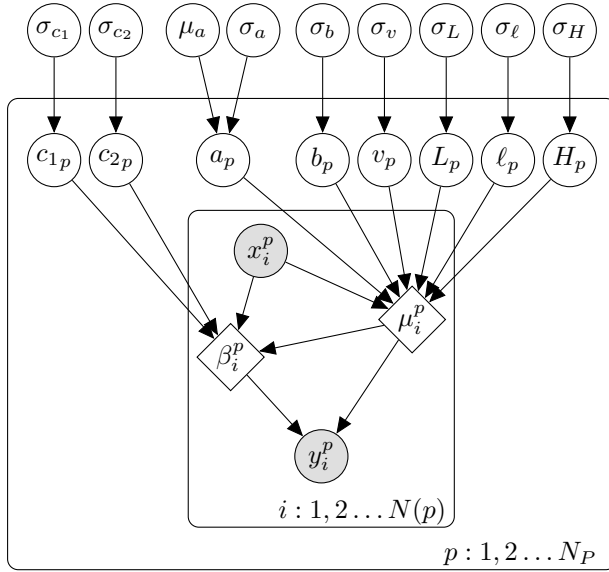 σ_{c_1} σ_{c_2} μ_a σ_a σ_b σ_v σ_L σ_ℓ σ_H
c_{1p} c_{2p} a_p b_p v_p L_p ℓ_p H_p
x_i^p
μ_i^p
β_i^p
y_i^p
i : 1, 2 … N(p)
p : 1, 2 … N_P